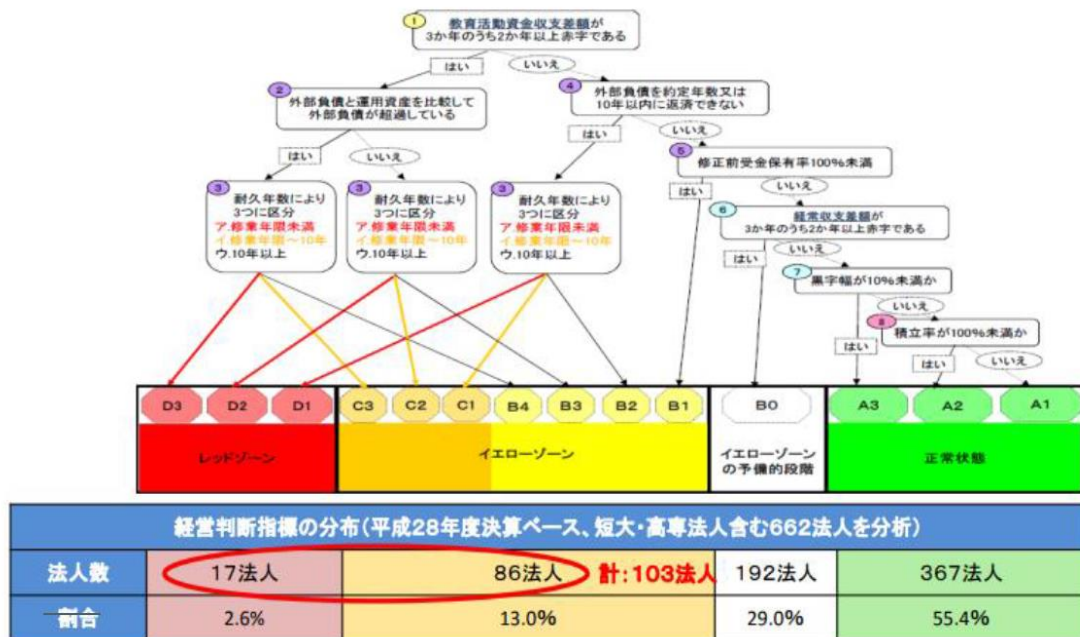 1
教育活動資金収支差額が
3か年のうち2か年以上赤字である
はい
いいえ
2
外部負債と運用資産を比較して
外部負債が超過している
4
外部負債を約定年数又は
10年以内に返済できない
はい
いいえ
はい
いいえ
5
修正前受金保有率100%未満
3
耐久年数により
3つに区分
ア.修業年限未満
イ.修業年限～10年
ウ.10年以上
3
耐久年数により
3つに区分
ア.修業年限未満
イ.修業年限～10年
ウ.10年以上
3
耐久年数により
3つに区分
ア.修業年限未満
イ.修業年限～10年
ウ.10年以上
はい
いいえ
6
経常収支差額が
3か年のうち2か年以上赤字である
はい
いいえ
7
黒字幅が10%未満か
はい
いいえ
8
積立率が100%未満か
はい
いいえ
D3 D2 D1 C3 C2 C1 B4 B3 B2 B1 B0 A3 A2 A1
レッドゾーン
イエローゾーン
イエローゾーン
の予備的段階
正常状態
経営判断指標の分布(平成28年度決算ベース、短大・高専法人含む662法人を分析)
法人数 17法人 86法人 計:103法人 192法人 367法人
割合 2.6% 13.0% 29.0% 55.4%